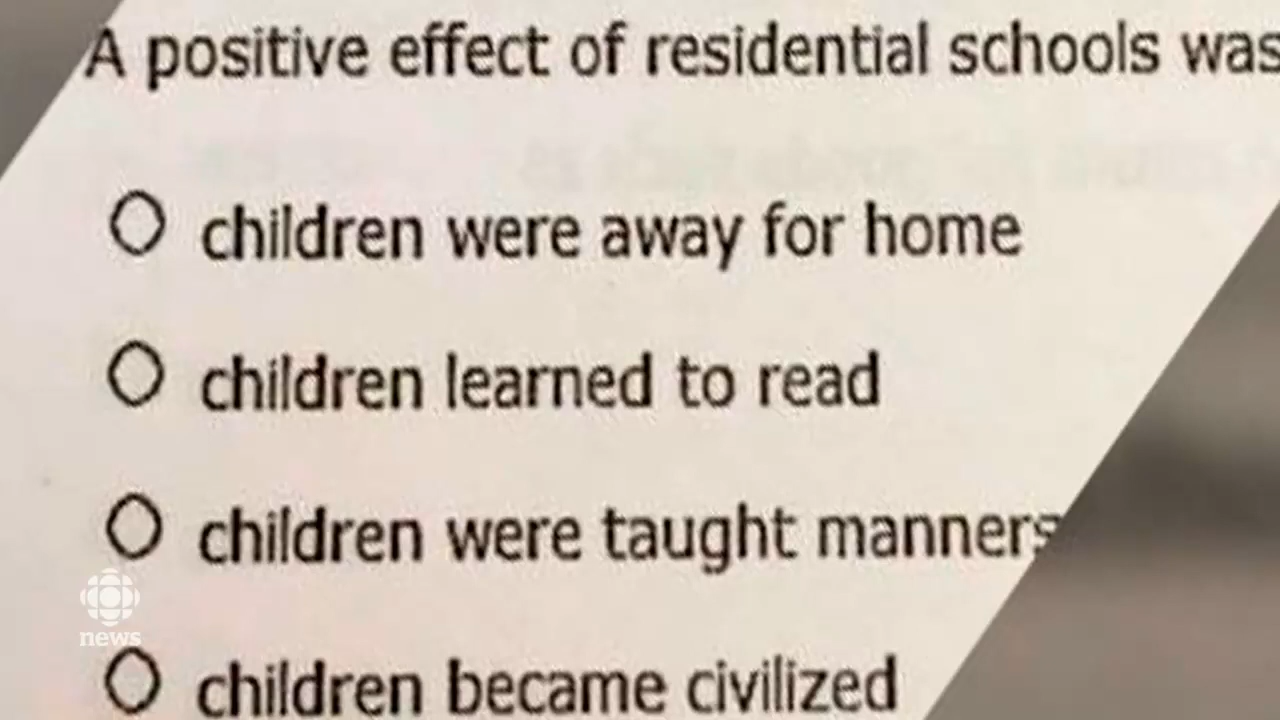 A positive effect of residential schools was
children were away for home
children learned to read
children were taught manners
children became civilized
news